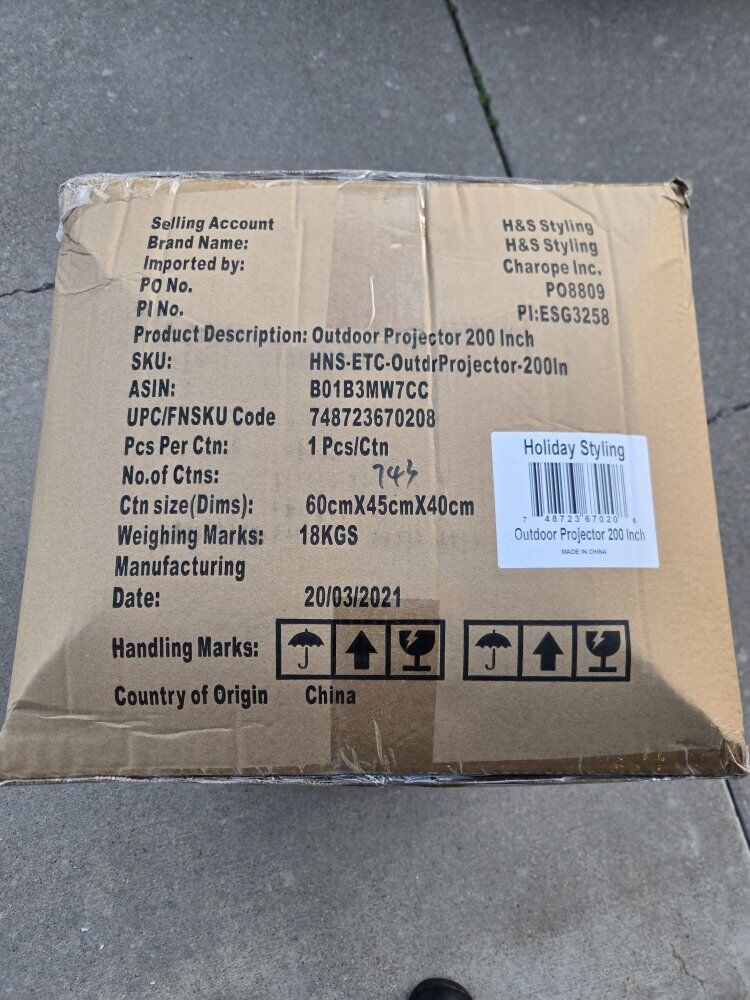 Selling Account H&S Styling
Brand Name: H&S Styling
Imported by: Charope Inc.
PO No. PO8809
PI No. PI:ESG3258
Product Description: Outdoor Projector 200 Inch
SKU: HNS-ETC-OutdrProjector-200In
ASIN: B01B3MW7CC
UPC/FNSKU Code 748723670208
Pcs Per Ctn: 1 Pcs/Ctn
No.of Ctns: 743
Ctn size(Dims): 60cmX45cmX40cm
Weighing Marks: 18KGS
Manufacturing
Date: 20/03/2021
Handling Marks:
Country of Origin China
Holiday Styling
7 48723 67020 8
Outdoor Projector 200 Inch
MADE IN CHINA